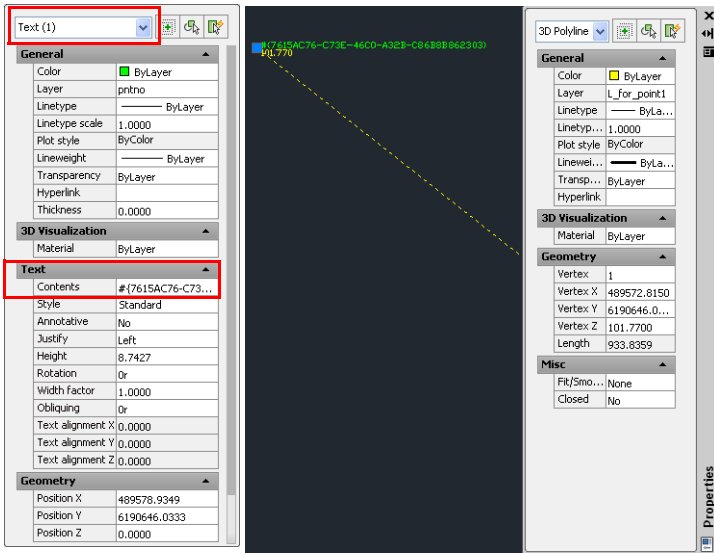 Text (1)
General
Color ByLayer
Layer pntno
Linetype ByLayer
Linetype scale 1.0000
Plot style ByColor
Lineweight ByLayer
Transparency ByLayer
Hyperlink
Thickness 0.0000
3D Visualization
Material ByLayer
Text
Contents #{7615AC76-C73...
Style Standard
Annotative No
Justify Left
Height 8.7427
Rotation 0r
Width factor 1.0000
Obliquing 0r
Text alignment X 0.0000
Text alignment Y 0.0000
Text alignment Z 0.0000
Geometry
Position X 489578.9349
Position Y 6190646.0333
Position Z 0.0000
#{7615AC76-C73E-46C0-A32B-C86B8B862303}
101.770
3D Polyline
General
Color ByLayer
Layer L_for_point1
Linetype ByLa...
Linetyp... 1.0000
Plot style ByColor
Linewei... ByLa...
Transp... ByLayer
Hyperlink
3D Visualization
Material ByLayer
Geometry
Vertex 1
Vertex X 489572.8150
Vertex Y 6190646.0...
Vertex Z 101.7700
Length 933.8359
Misc
Fit/Smo... None
Closed No
Properties